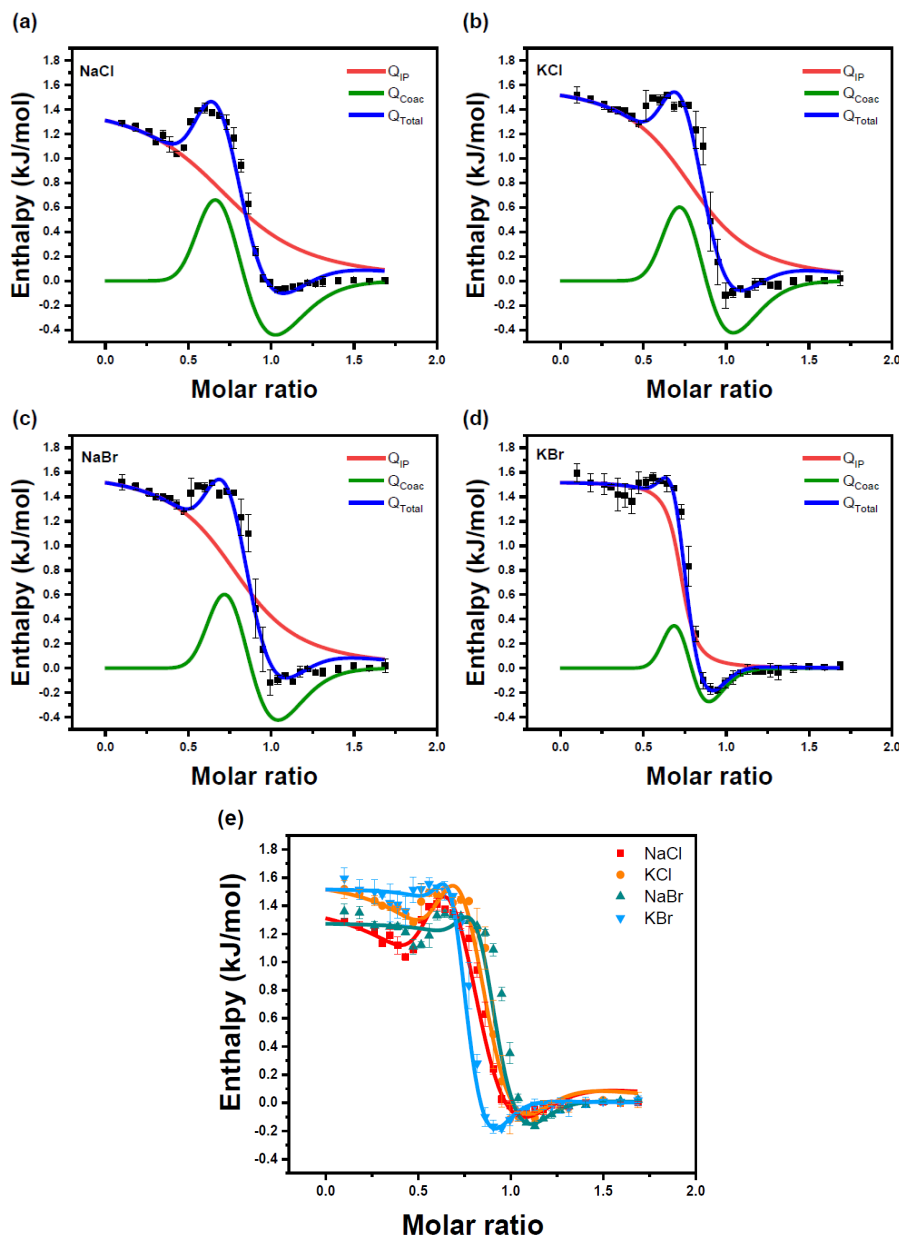 (a)
NaCl
Q_IP
Q_Coac
Q_Total
Enthalpy (kJ/mol)
1.8
1.6
1.4
1.2
1.0
0.8
0.6
0.4
0.2
0.0
-0.2
-0.4
0.0 0.5 1.0 1.5 2.0
Molar ratio
(b)
KCl
Q_IP
Q_Coac
Q_Total
Enthalpy (kJ/mol)
1.8
1.6
1.4
1.2
1.0
0.8
0.6
0.4
0.2
0.0
-0.2
-0.4
0.0 0.5 1.0 1.5 2.0
Molar ratio
(c)
NaBr
Q_IP
Q_Coac
Q_Total
Enthalpy (kJ/mol)
1.8
1.6
1.4
1.2
1.0
0.8
0.6
0.4
0.2
0.0
-0.2
-0.4
0.0 0.5 1.0 1.5 2.0
Molar ratio
(d)
KBr
Q_IP
Q_Coac
Q_Total
Enthalpy (kJ/mol)
1.8
1.6
1.4
1.2
1.0
0.8
0.6
0.4
0.2
0.0
-0.2
-0.4
0.0 0.5 1.0 1.5 2.0
Molar ratio
(e)
NaCl
KCl
NaBr
KBr
Enthalpy (kJ/mol)
1.8
1.6
1.4
1.2
1.0
0.8
0.6
0.4
0.2
0.0
-0.2
-0.4
0.0 0.5 1.0 1.5 2.0
Molar ratio